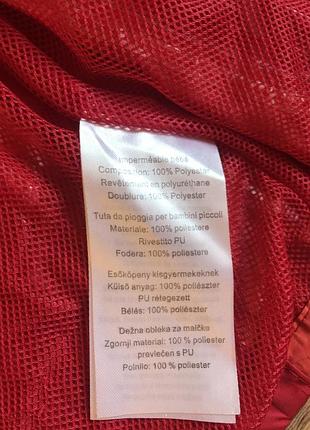 Imperméable bébé
Composition: 100% Polyester
Revêtement en polyuréthane
Doublure: 100% Polyester
Tuta da pioggia per bambini piccoli
Materiale: 100% poliestere
Rivestito PU
Fodera: 100% poliestere
Esőköpeny kisgyermekeknek
Külső anyag: 100% poliészter
PU rétegezett
Bélés: 100% poliészter
Dežna obleka za malčke
Zgornji material: 100 % poliester
prevlečen s PU
Polnilo: 100 % poliester